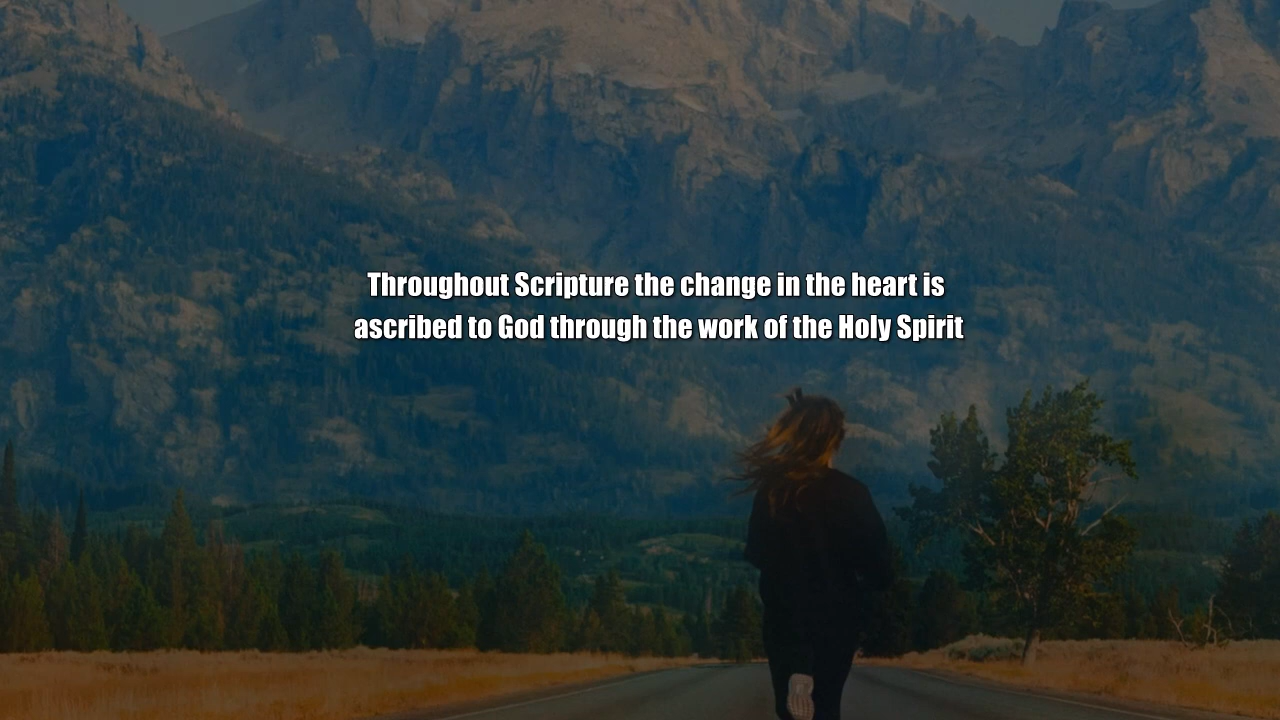 Throughout Scripture the change in the heart is
ascribed to God through the work of the Holy Spirit